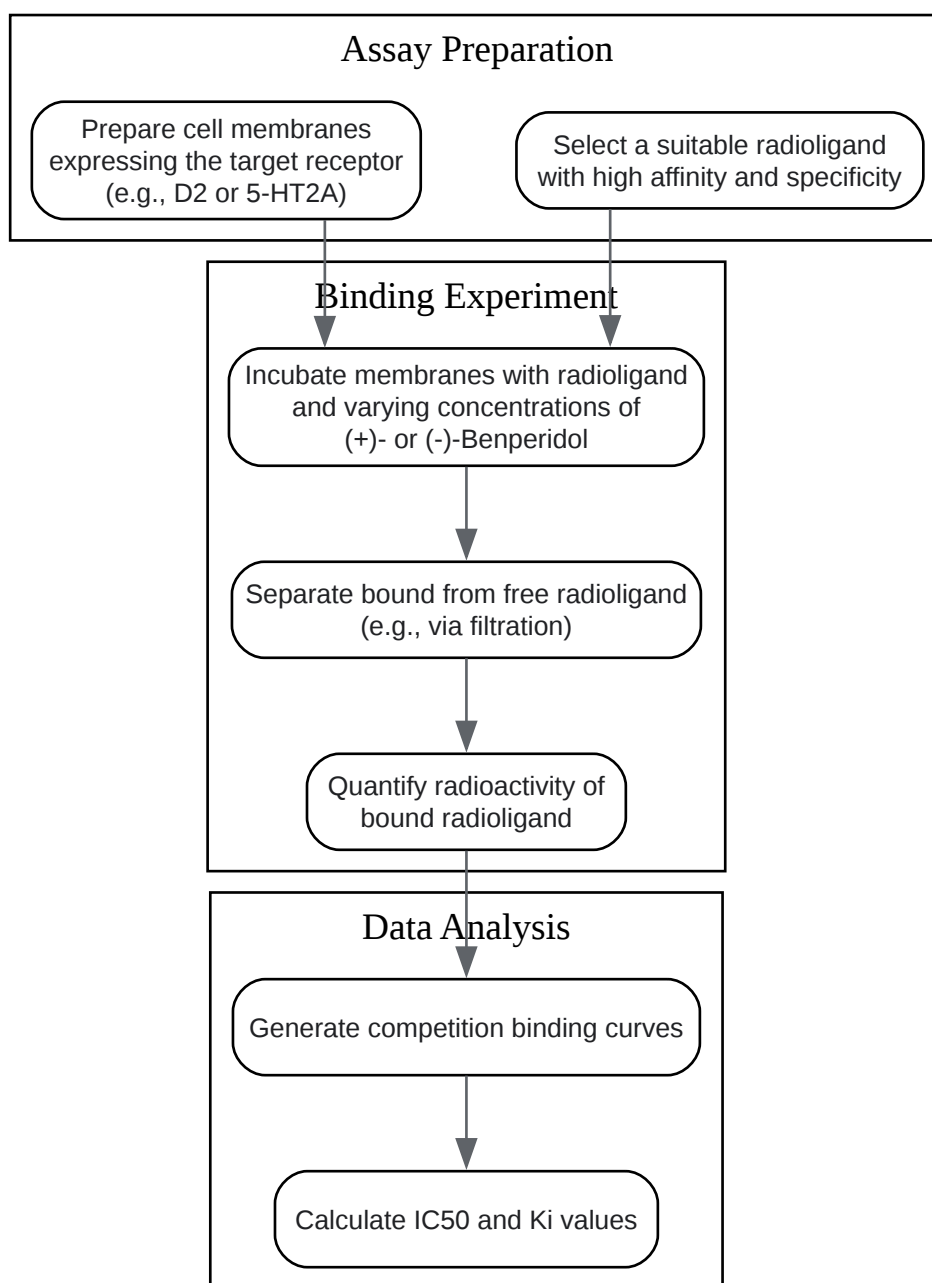 Assay Preparation
Prepare cell membranes
expressing the target receptor
(e.g., D2 or 5-HT2A)
Select a suitable radioligand
with high affinity and specificity
Binding Experiment
Incubate membranes with radioligand
and varying concentrations of
(+)- or (-)-Benperidol
Separate bound from free radioligand
(e.g., via filtration)
Quantify radioactivity of
bound radioligand
Data Analysis
Generate competition binding curves
Calculate IC50 and Ki values